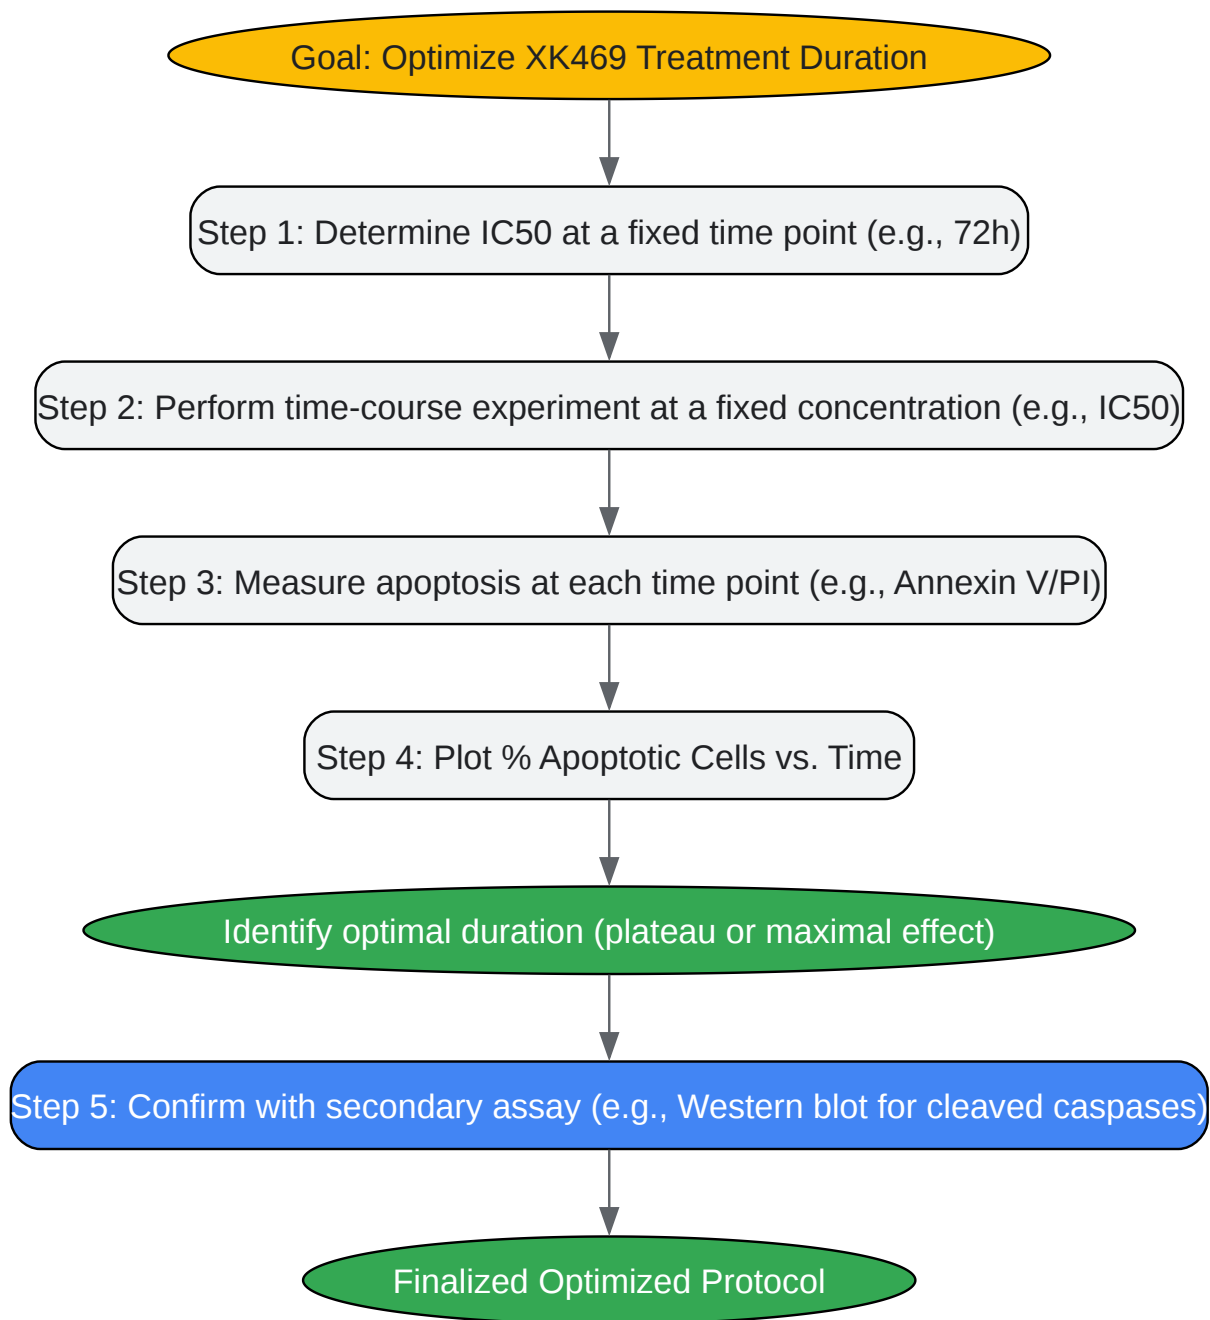 Goal: Optimize XK469 Treatment Duration
Step 1: Determine IC50 at a fixed time point (e.g., 72h)
Step 2: Perform time-course experiment at a fixed concentration (e.g., IC50)
Step 3: Measure apoptosis at each time point (e.g., Annexin V/PI)
Step 4: Plot % Apoptotic Cells vs. Time
Identify optimal duration (plateau or maximal effect)
Step 5: Confirm with secondary assay (e.g., Western blot for cleaved caspases)
Finalized Optimized Protocol